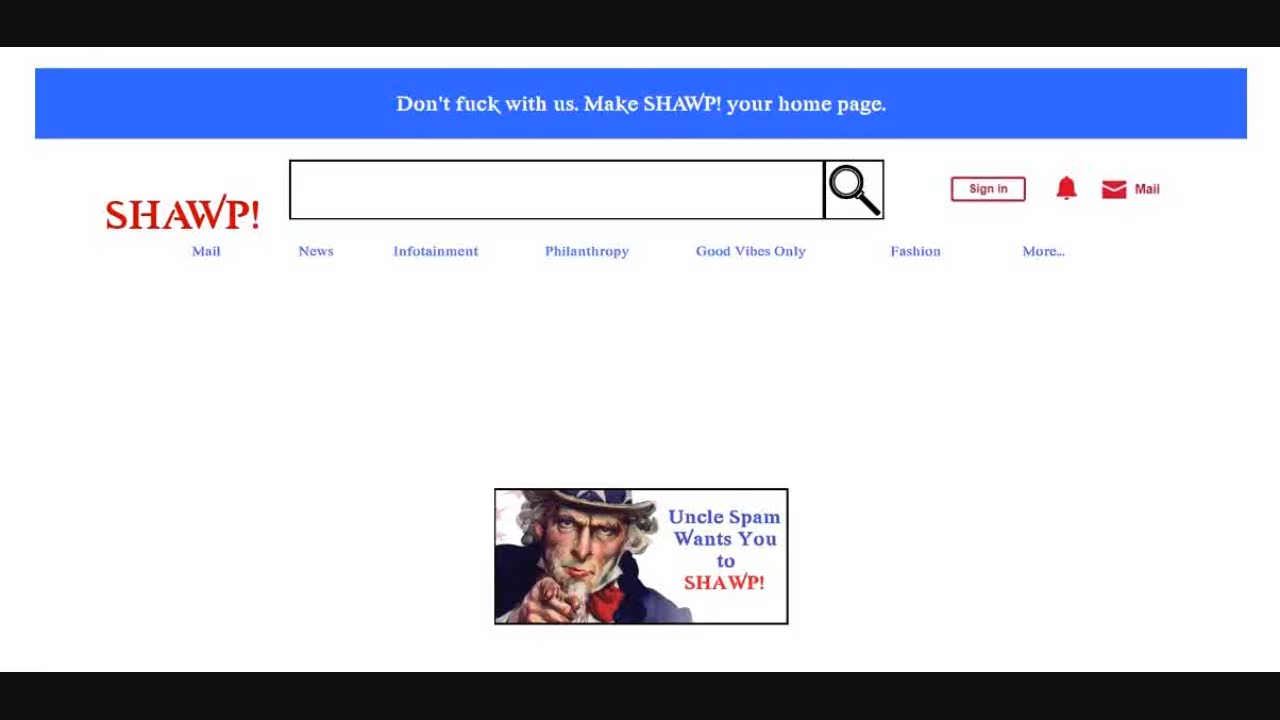 Don't fuck with us. Make SHAWP! your home page.
SHAWP!
Sign in
Mail
Mail
News
Infotainment
Philanthropy
Good Vibes Only
Fashion
More...
Uncle Spam
Wants You
to
SHAWP!